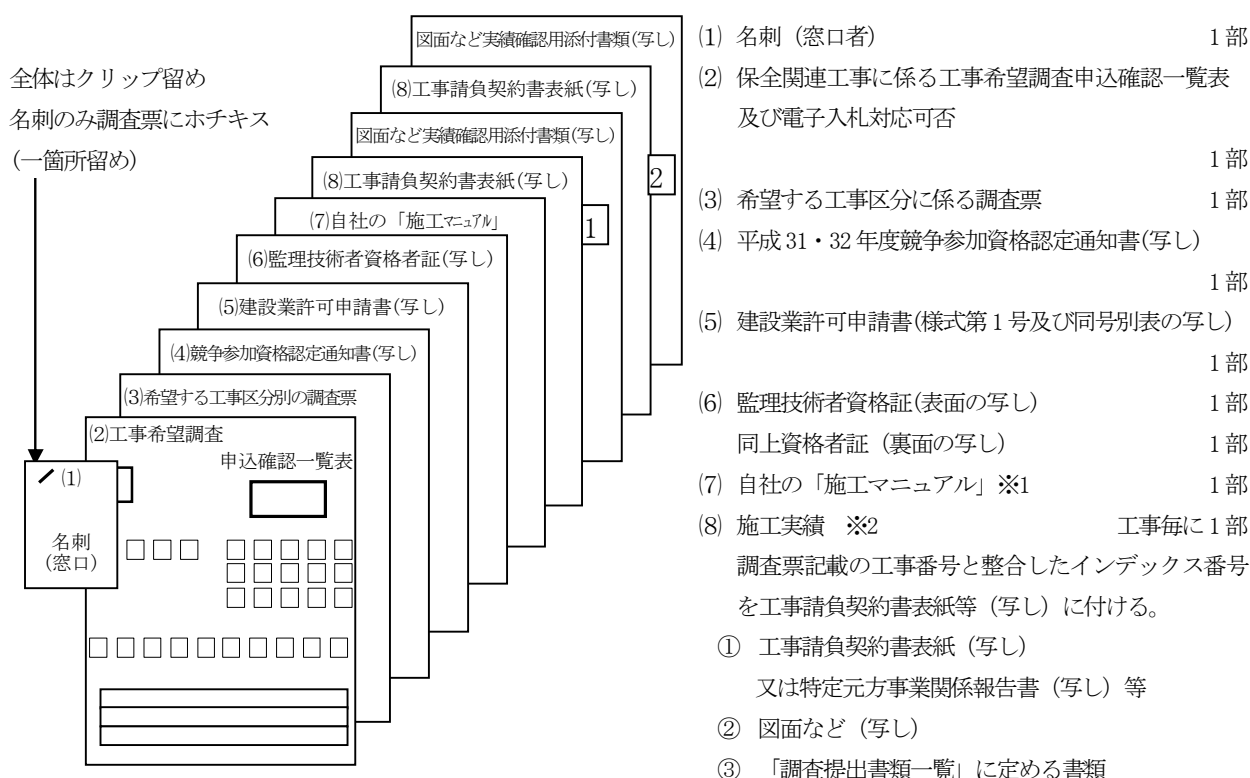 全体はクリップ留め
名刺のみ調査票にホチキス
(一箇所留め)
図面など実績確認用添付書類(写し)
⑻工事請負契約書表紙(写し)
図面など実績確認用添付書類(写し)
2
⑻工事請負契約書表紙(写し)
1
⑺自社の「施工マニュアル」
⑹監理技術者資格者証(写し)
⑸建設業許可申請書(写し)
⑷競争参加資格認定通知書(写し)
⑶希望する工事区分別の調査票
⑵工事希望調査
申込確認一覧表
⑴
名刺
(窓口)
⑴ 名刺（窓口者） 1部
⑵ 保全関連工事に係る工事希望調査申込確認一覧表
及び電子入札対応可否
1部
⑶ 希望する工事区分に係る調査票 1部
⑷ 平成31・32年度競争参加資格認定通知書(写し)
1部
⑸ 建設業許可申請書(様式第1号及び同号別表の写し)
1部
⑹ 監理技術者資格証(表面の写し) 1部
同上資格者証（裏面の写し） 1部
⑺ 自社の「施工マニュアル」※1 1部
⑻ 施工実績 ※2 工事毎に1部
調査票記載の工事番号と整合したインデックス番号
を工事請負契約書表紙等（写し）に付ける。
① 工事請負契約書表紙（写し）
又は特定元方事業関係報告書（写し）等
② 図面など（写し）
③ 「調査提出書類一覧」に定める書類